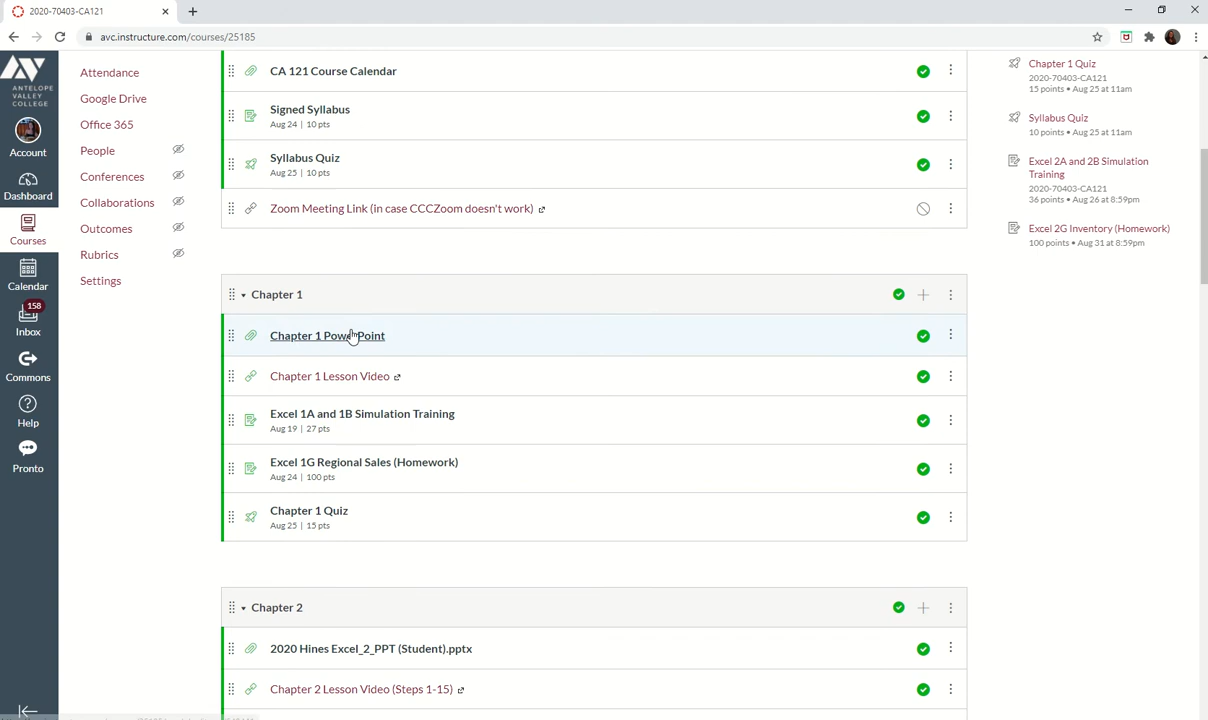 2020-70403-CA121
avc.instructure.com/courses/25185
ANTELOPE
VALLEY
COLLEGE
Account
Dashboard
Courses
Calendar
158
Inbox
Commons
Help
Pronto
Attendance
Google Drive
Office 365
People
Conferences
Collaborations
Outcomes
Rubrics
Settings
CA 121 Course Calendar
Signed Syllabus
Aug 24 | 10 pts
Syllabus Quiz
Aug 25 | 10 pts
Zoom Meeting Link (in case CCCZoom doesn't work)
Chapter 1
Chapter 1 PowerPoint
Chapter 1 Lesson Video
Excel 1A and 1B Simulation Training
Aug 19 | 27 pts
Excel 1G Regional Sales (Homework)
Aug 24 | 100 pts
Chapter 1 Quiz
Aug 25 | 15 pts
Chapter 2
2020 Hines Excel_2_PPT (Student).pptx
Chapter 2 Lesson Video (Steps 1-15)
Chapter 1 Quiz
2020-70403-CA121
15 points • Aug 25 at 11am
Syllabus Quiz
10 points • Aug 25 at 11am
Excel 2A and 2B Simulation
Training
2020-70403-CA121
36 points • Aug 26 at 8:59pm
Excel 2G Inventory (Homework)
100 points • Aug 31 at 8:59pm